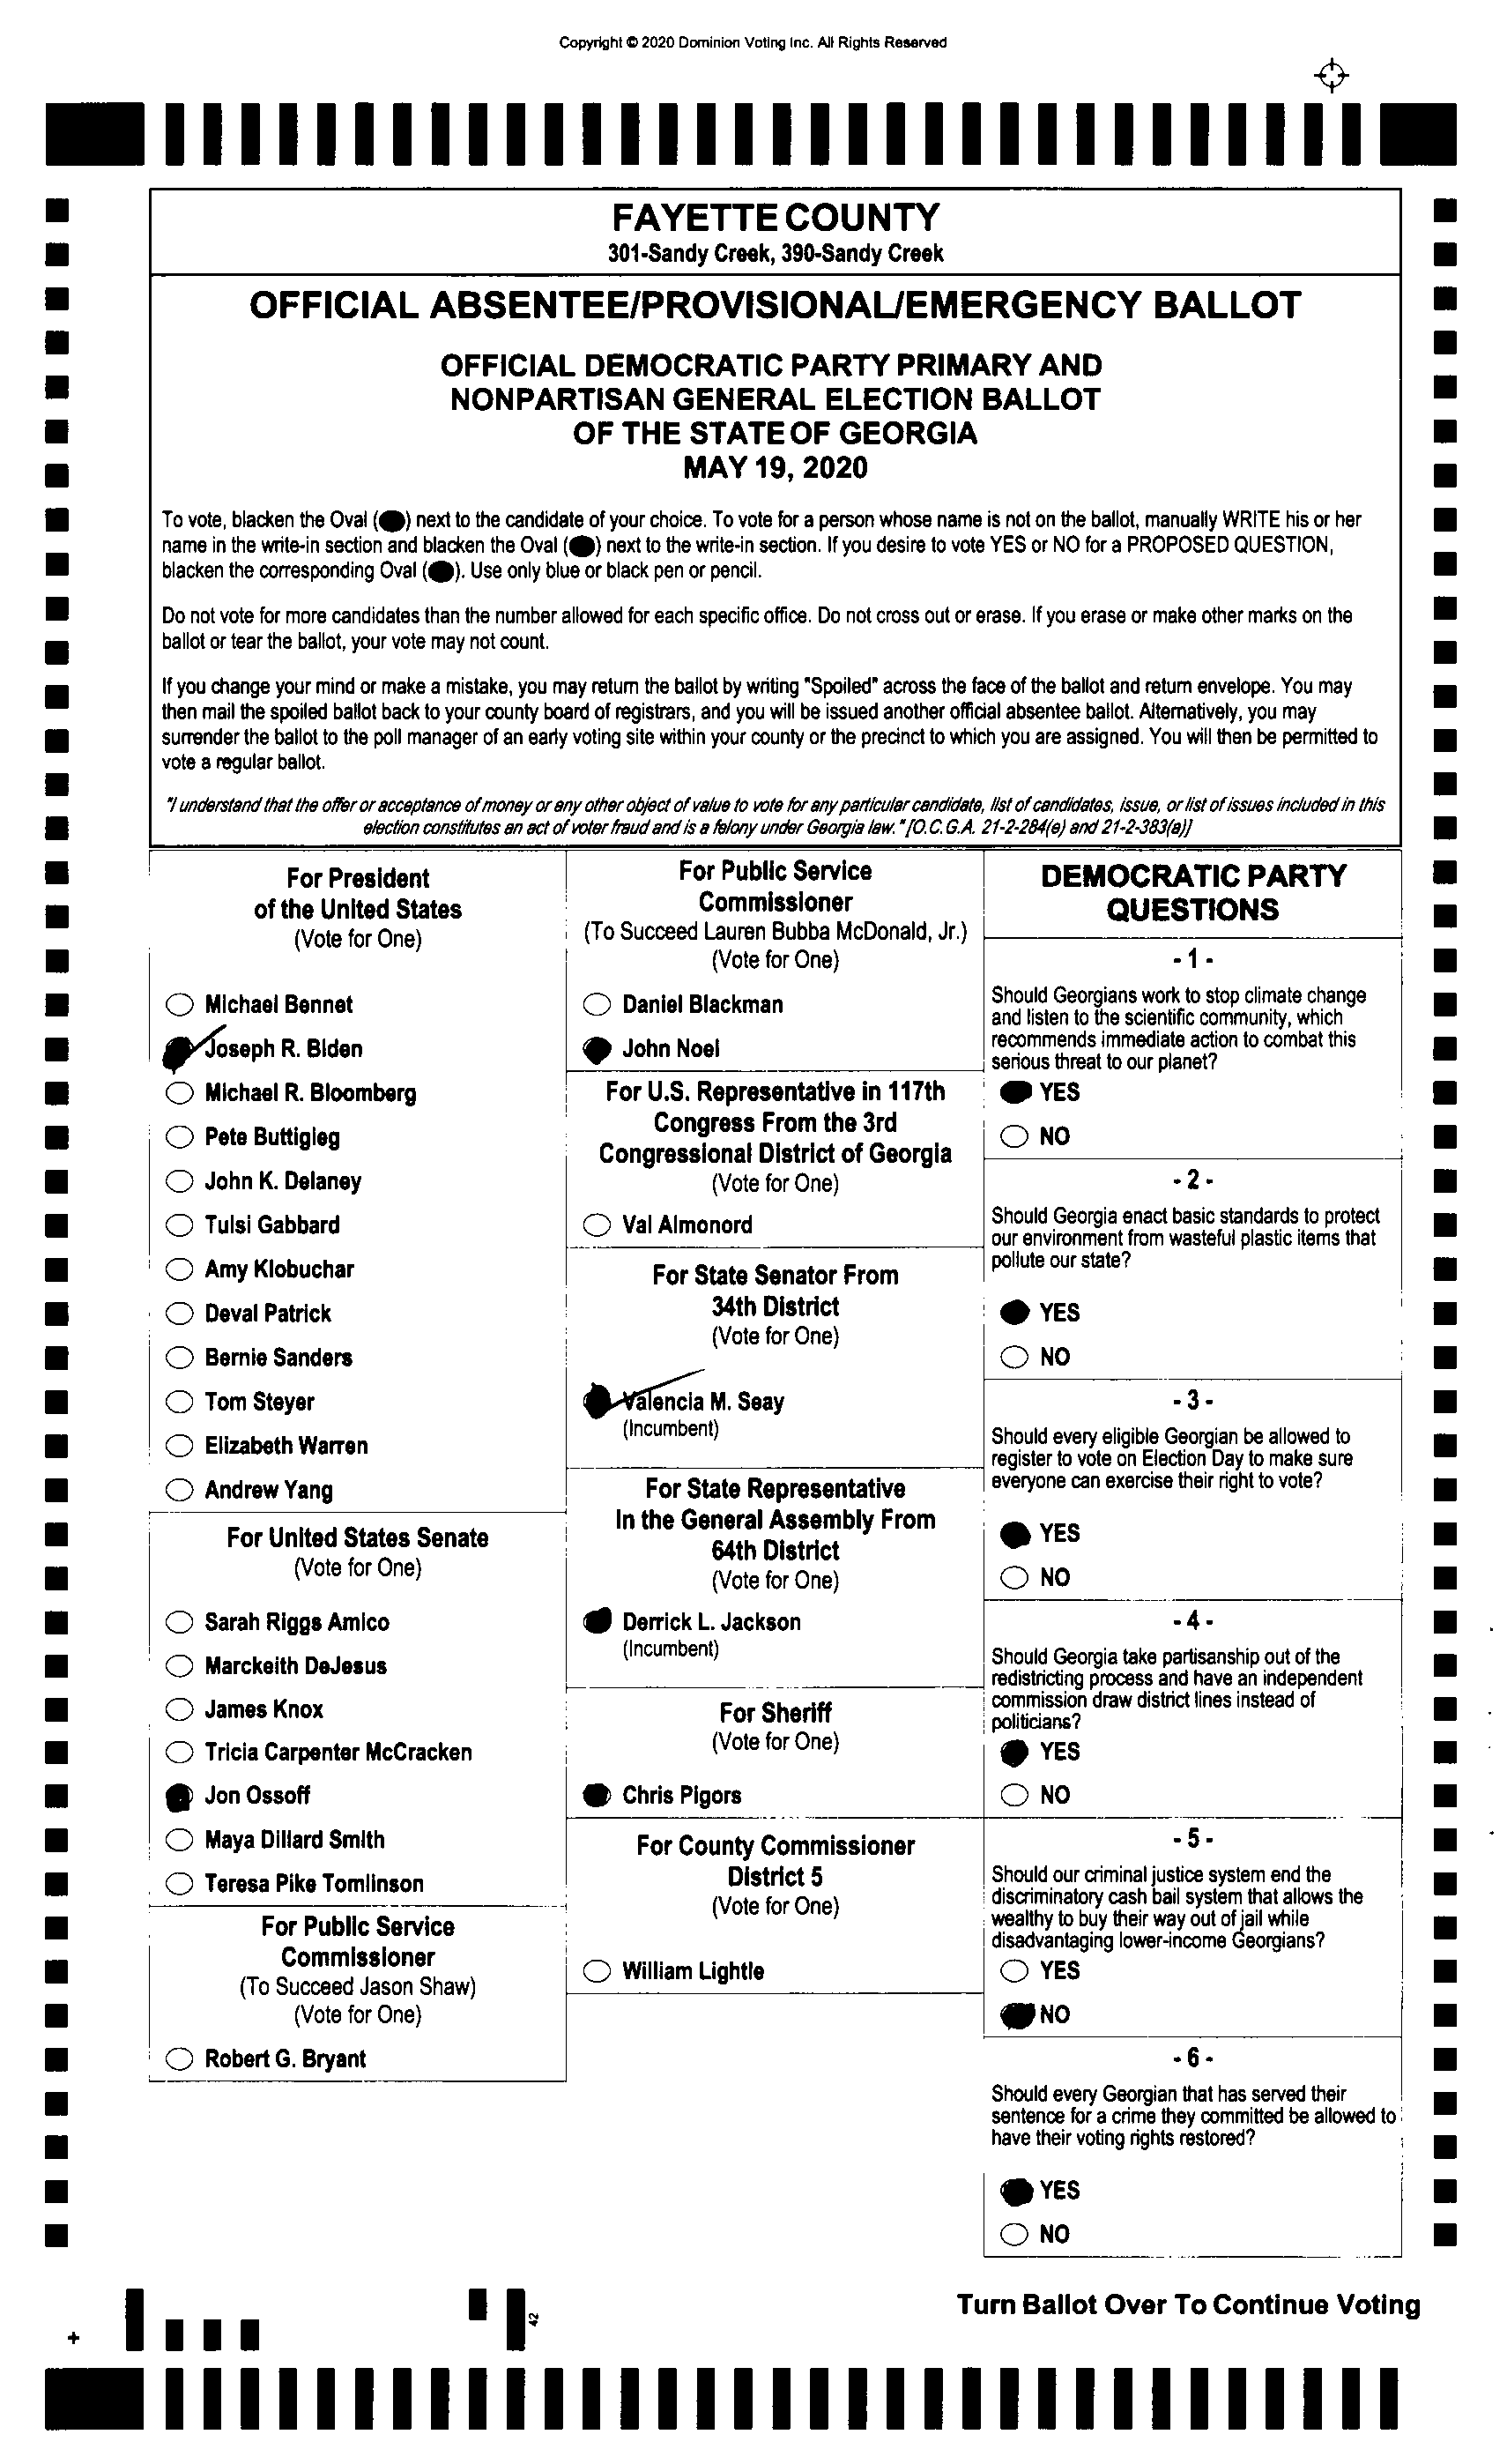 Copyright © 2020 Dominion Voting Inc. All Rights Reserved
FAYETTE COUNTY
301-Sandy Creek, 390-Sandy Creek
OFFICIAL ABSENTEE/PROVISIONAL/EMERGENCY BALLOT
OFFICIAL DEMOCRATIC PARTY PRIMARY AND
NONPARTISAN GENERAL ELECTION BALLOT
OF THE STATE OF GEORGIA
MAY 19, 2020
To vote, blacken the Oval ( ) next to the candidate of your choice. To vote for a person whose name is not on the ballot, manually WRITE his or her
name in the write-in section and blacken the Oval ( ) next to the write-in section. If you desire to vote YES or NO for a PROPOSED QUESTION,
blacken the corresponding Oval ( ). Use only blue or black pen or pencil.
Do not vote for more candidates than the number allowed for each specific office. Do not cross out or erase. If you erase or make other marks on the
ballot or tear the ballot, your vote may not count.
If you change your mind or make a mistake, you may return the ballot by writing "Spoiled" across the face of the ballot and return envelope. You may
then mail the spoiled ballot back to your county board of registrars, and you will be issued another official absentee ballot. Alternatively, you may
surrender the ballot to the poll manager of an early voting site within your county or the precinct to which you are assigned. You will then be permitted to
vote a regular ballot.
"I understand that the offer or acceptance of money or any other object of value to vote for any particular candidate, list of candidates, issue, or list of issues included in this
election constitutes an act of voter fraud and is a felony under Georgia law. "[O.C.G.A. 21-2-284(e) and 21-2-383(a)]
For President
of the United States
(Vote for One)
Michael Bennet
Joseph R. Biden
Michael R. Bloomberg
Pete Buttigieg
John K. Delaney
Tulsi Gabbard
Amy Klobuchar
Deval Patrick
Bernie Sanders
Tom Steyer
Elizabeth Warren
Andrew Yang
For United States Senate
(Vote for One)
Sarah Riggs Amico
Marckeith DeJesus
James Knox
Tricia Carpenter McCracken
Jon Ossoff
Maya Dillard Smith
Teresa Pike Tomlinson
For Public Service
Commissioner
(To Succeed Jason Shaw)
(Vote for One)
Robert G. Bryant
For Public Service
Commissioner
(To Succeed Lauren Bubba McDonald, Jr.)
(Vote for One)
Daniel Blackman
John Noel
For U.S. Representative in 117th
Congress From the 3rd
Congressional District of Georgia
(Vote for One)
Val Almonord
For State Senator From
34th District
(Vote for One)
Valencia M. Seay
(Incumbent)
For State Representative
In the General Assembly From
64th District
(Vote for One)
Derrick L. Jackson
(Incumbent)
For Sheriff
(Vote for One)
Chris Pigors
For County Commissioner
District 5
(Vote for One)
William Lightle
DEMOCRATIC PARTY
QUESTIONS
- 1 -
Should Georgians work to stop climate change
and listen to the scientific community, which
recommends immediate action to combat this
serious threat to our planet?
YES
NO
- 2 -
Should Georgia enact basic standards to protect
our environment from wasteful plastic items that
pollute our state?
YES
NO
- 3 -
Should every eligible Georgian be allowed to
register to vote on Election Day to make sure
everyone can exercise their right to vote?
YES
NO
- 4 -
Should Georgia take partisanship out of the
redistricting process and have an independent
commission draw district lines instead of
politicians?
YES
NO
- 5 -
Should our criminal justice system end the
discriminatory cash bail system that allows the
wealthy to buy their way out of jail while
disadvantaging lower-income Georgians?
YES
NO
- 6 -
Should every Georgian that has served their
sentence for a crime they committed be allowed to
have their voting rights restored?
YES
NO
Turn Ballot Over To Continue Voting
42